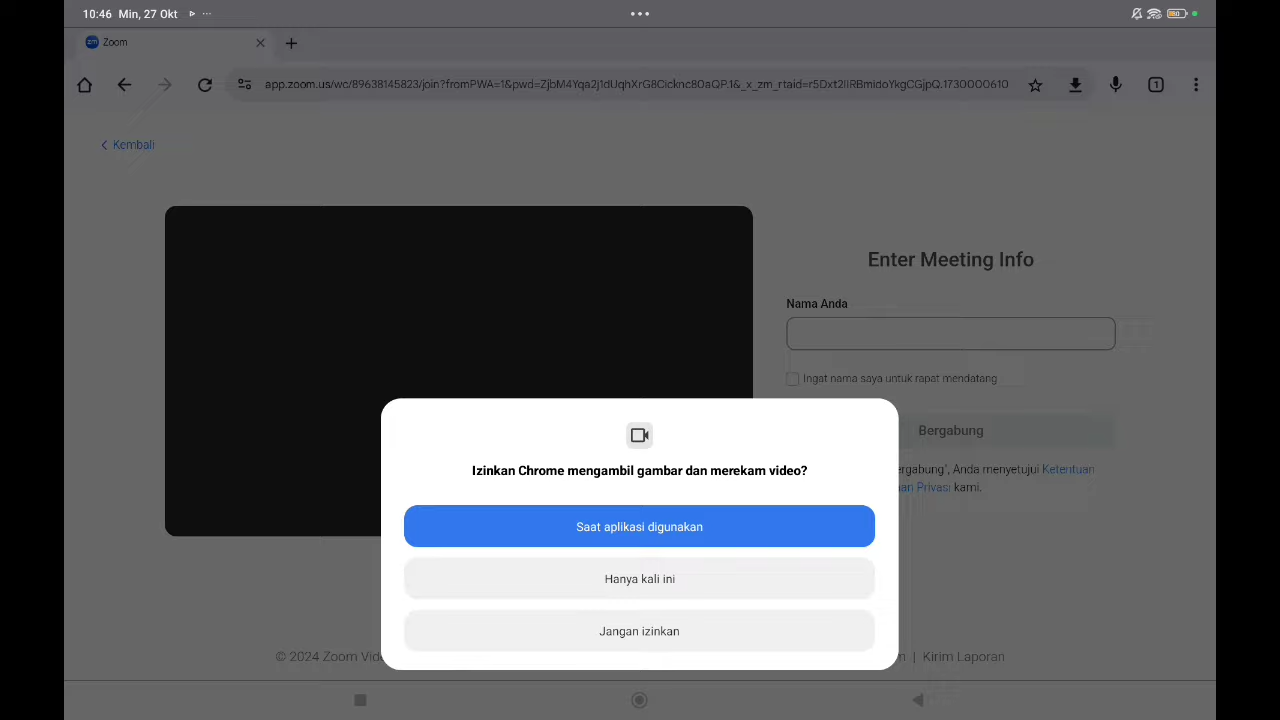 10:46 Min, 27 Okt
Zoom
app.zoom.us/wc/89638145823/join?fromPWA=1&pwd=ZjbM4Yqa2j1dUqhXrG8Cicknc8OaQP.1&_x_zm_rtaid=r5Dxt2IIRBmidoYkgCGjpQ.1730000610
Kembali
Enter Meeting Info
Nama Anda
Ingat nama saya untuk rapat mendatang
Bergabung
ergabung", Anda menyetujui Ketentuan
an Privasi kami.
Izinkan Chrome mengambil gambar dan merekam video?
Saat aplikasi digunakan
Hanya kali ini
Jangan izinkan
© 2024 Zoom Vide
| Kirim Laporan